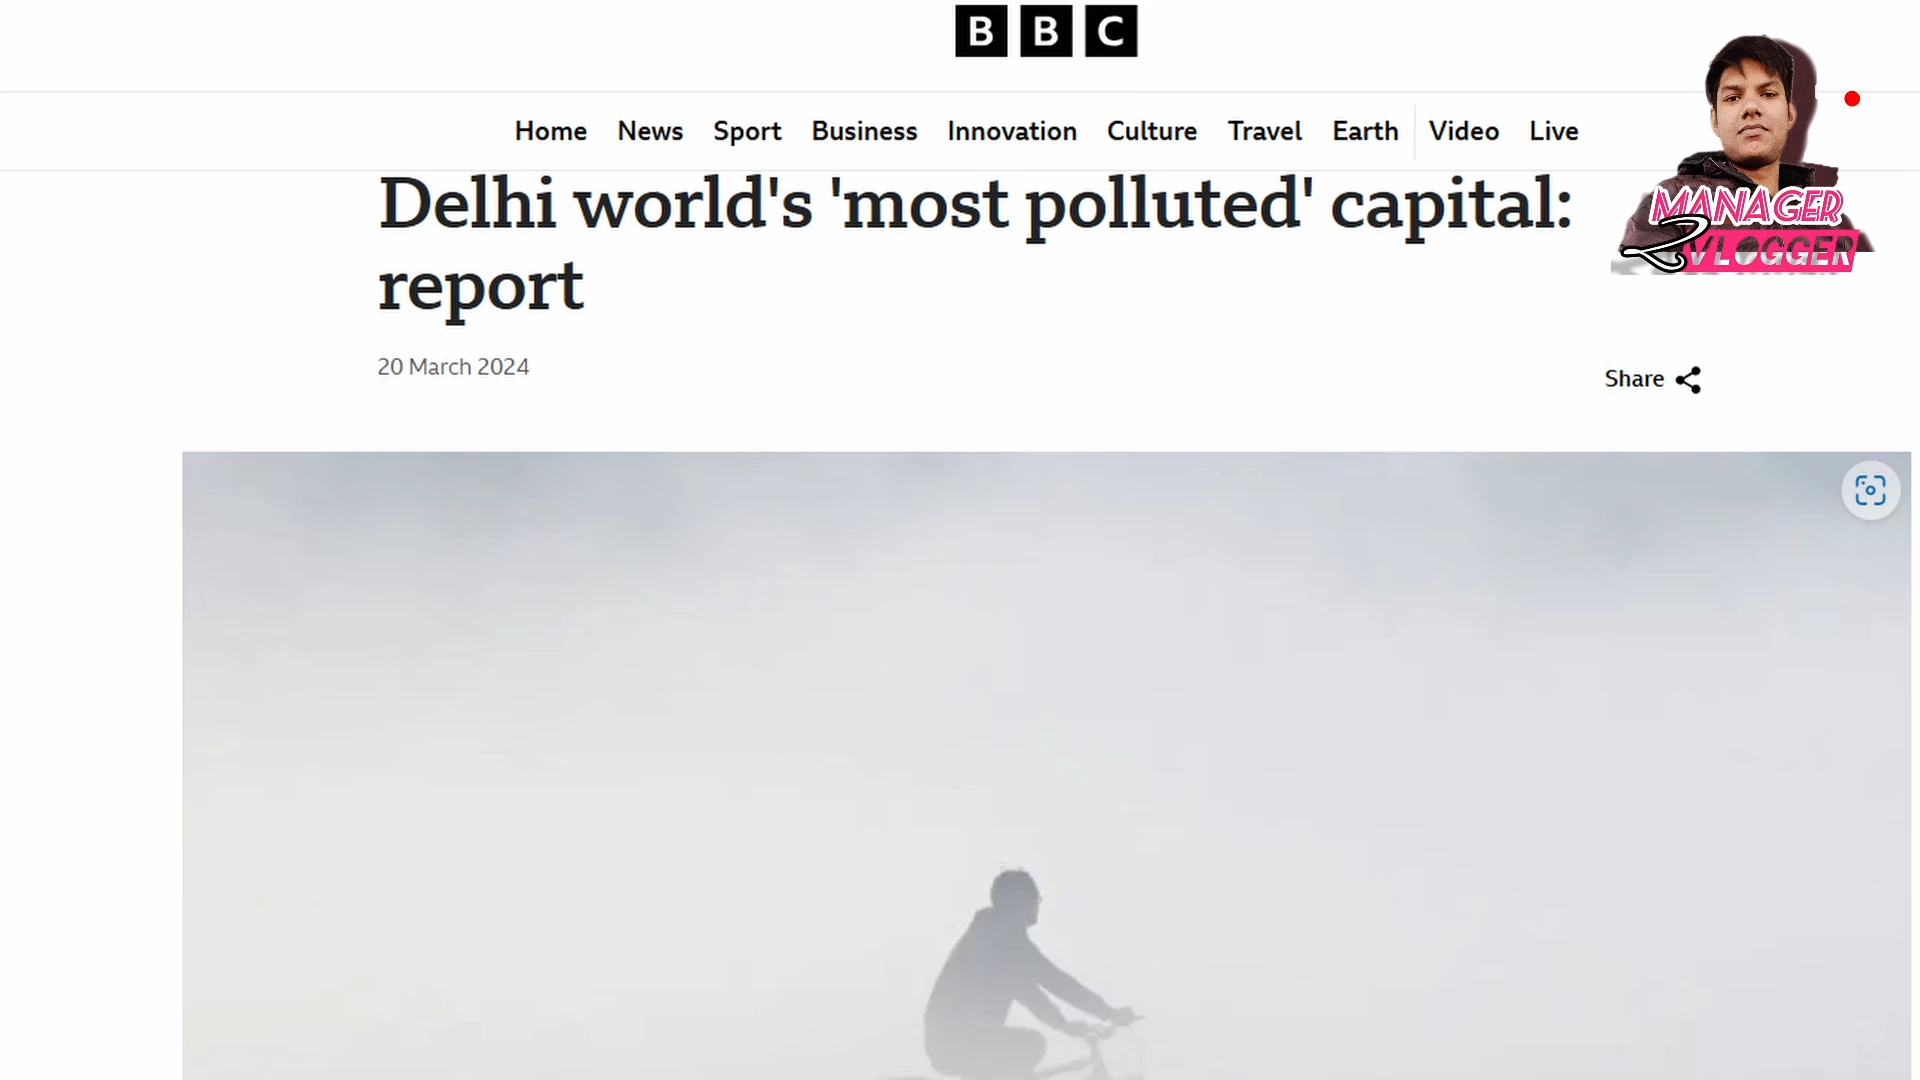 BBC
Home News Sport Business Innovation Culture Travel Earth Video Live
Delhi world's 'most polluted' capital:
report
20 March 2024
Share
MANAGER
2 VLOGGER